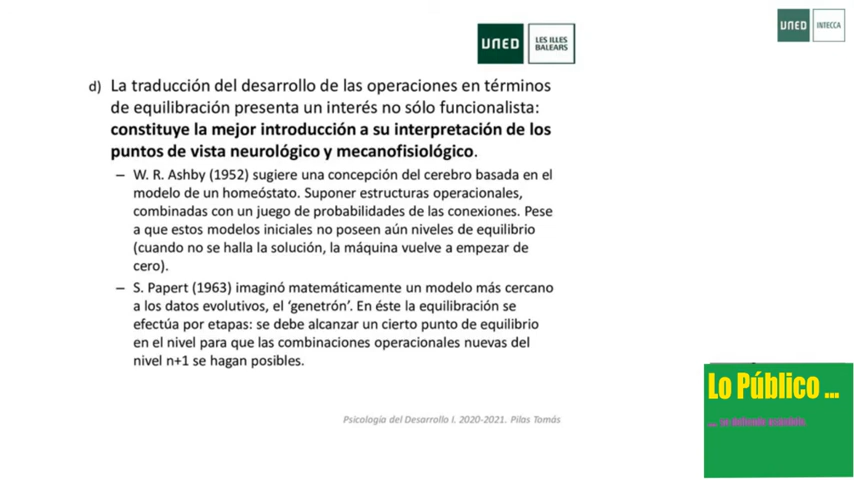 UNED
LES ILLES
BALEARS
UNED
INTECCA
d) La traducción del desarrollo de las operaciones en términos
de equilibración presenta un interés no sólo funcionalista:
constituye la mejor introducción a su interpretación de los
puntos de vista neurológico y mecanofisiológico.
– W. R. Ashby (1952) sugiere una concepción del cerebro basada en el
modelo de un homeóstato. Suponer estructuras operacionales,
combinadas con un juego de probabilidades de las conexiones. Pese
a que estos modelos iniciales no poseen aún niveles de equilibrio
(cuando no se halla la solución, la máquina vuelve a empezar de
cero).
– S. Papert (1963) imaginó matemáticamente un modelo más cercano
a los datos evolutivos, el ‘genetrón’. En éste la equilibración se
efectúa por etapas: se debe alcanzar un cierto punto de equilibrio
en el nivel para que las combinaciones operacionales nuevas del
nivel n+1 se hagan posibles.
Lo Público ...
Psicología del Desarrollo I. 2020-2021. Pilas Tomás